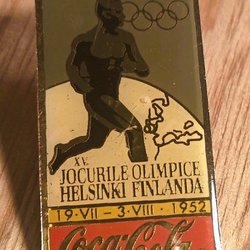 XV.
JOCURILE OLIMPICE
HELSINKI FINLANDA
19·VII – 3·VIII·1952
Coca-Cola